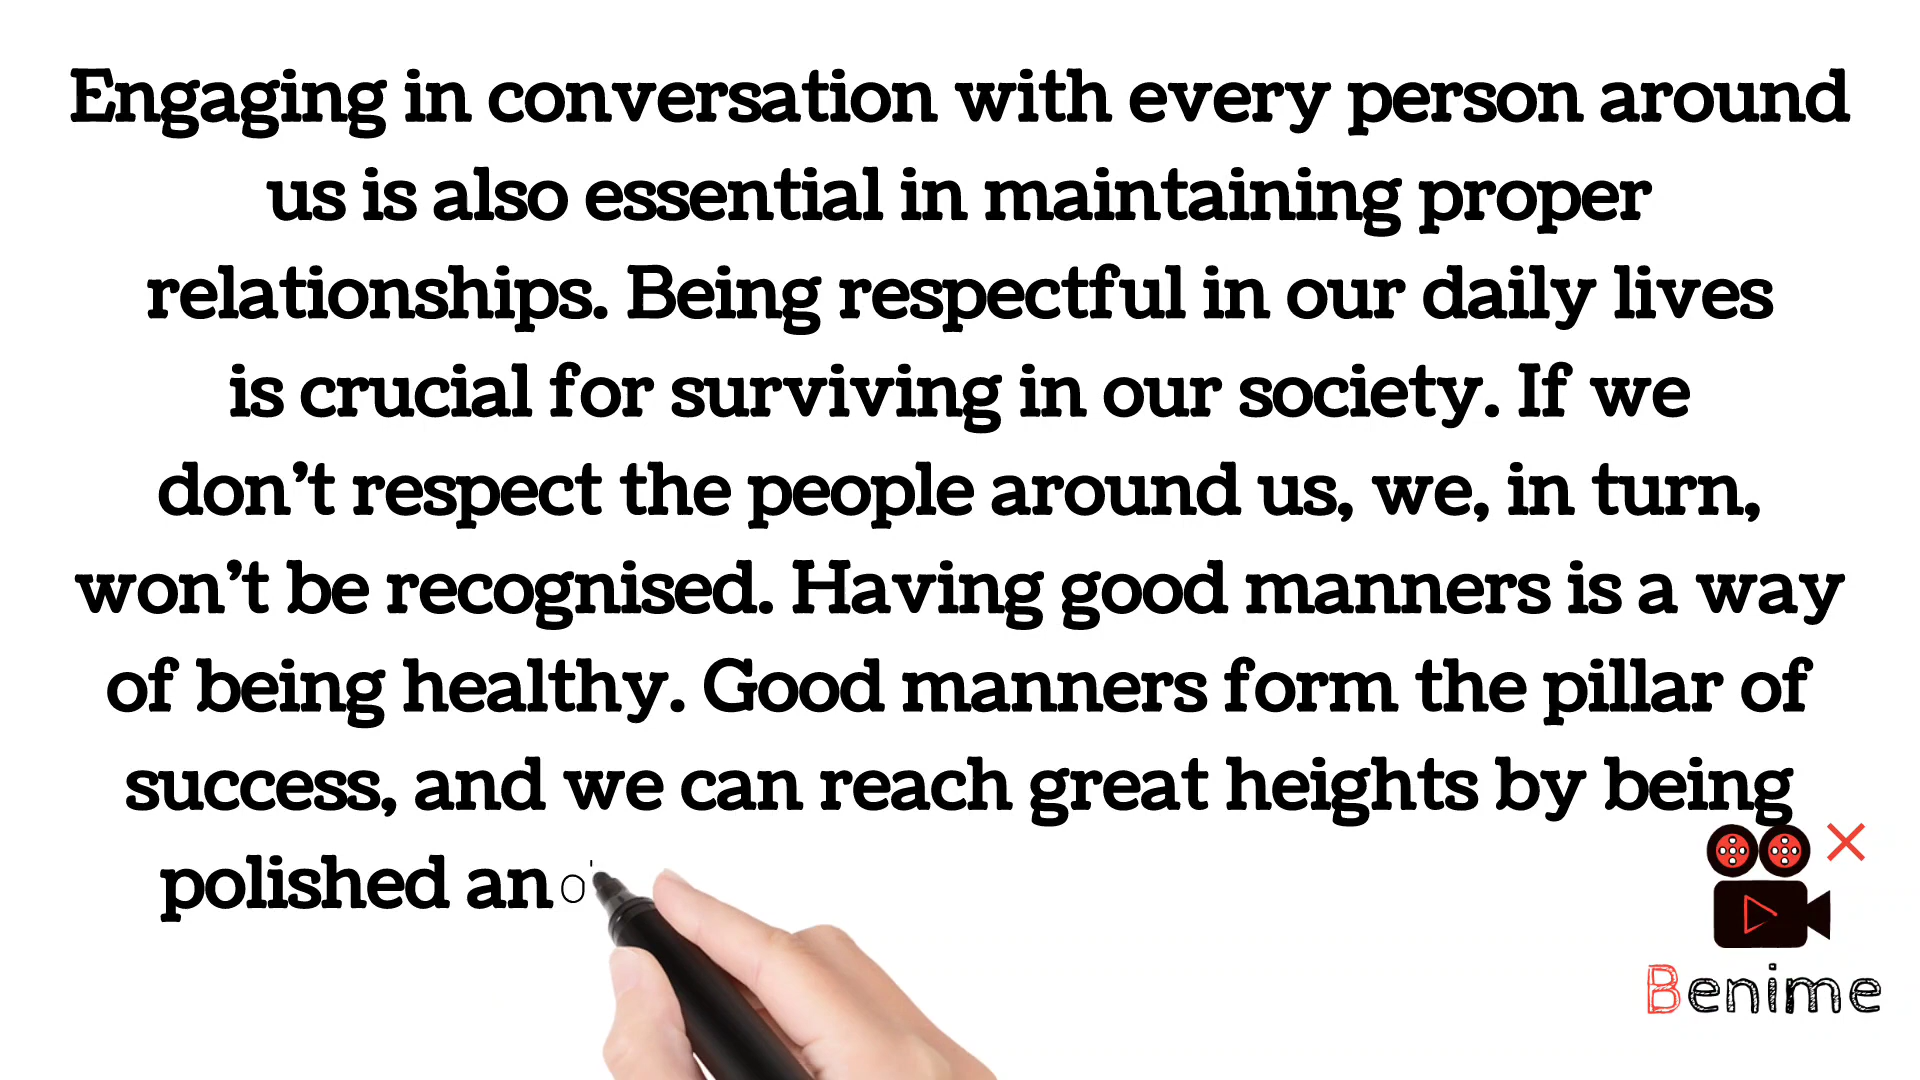 Engaging in conversation with every person around
us is also essential in maintaining proper
relationships. Being respectful in our daily lives
is crucial for surviving in our society. If we
don’t respect the people around us, we, in turn,
won’t be recognised. Having good manners is a way
of being healthy. Good manners form the pillar of
success, and we can reach great heights by being
polished an
Benime